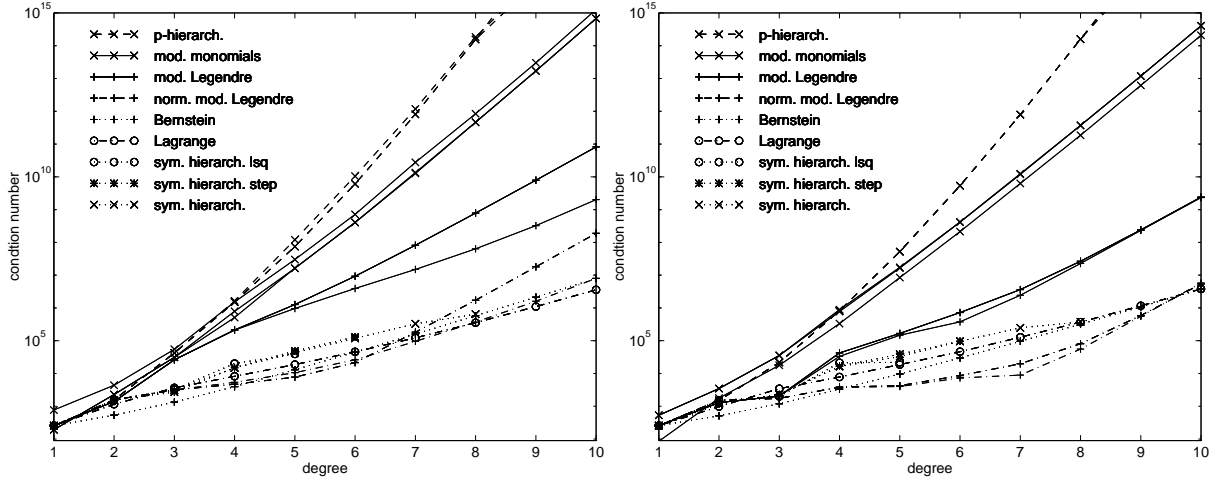 10^15
p-hierarch.
mod. monomials
mod. Legendre
norm. mod. Legendre
Bernstein
Lagrange
sym. hierarch. lsq
sym. hierarch. step
sym. hierarch.
10^10
10^5
condtion number
1 2 3 4 5 6 7 8 9 10
degree
10^15
p-hierarch.
mod. monomials
mod. Legendre
norm. mod. Legendre
Bernstein
Lagrange
sym. hierarch. lsq
sym. hierarch. step
sym. hierarch.
10^10
10^5
condtion number
1 2 3 4 5 6 7 8 9 10
degree